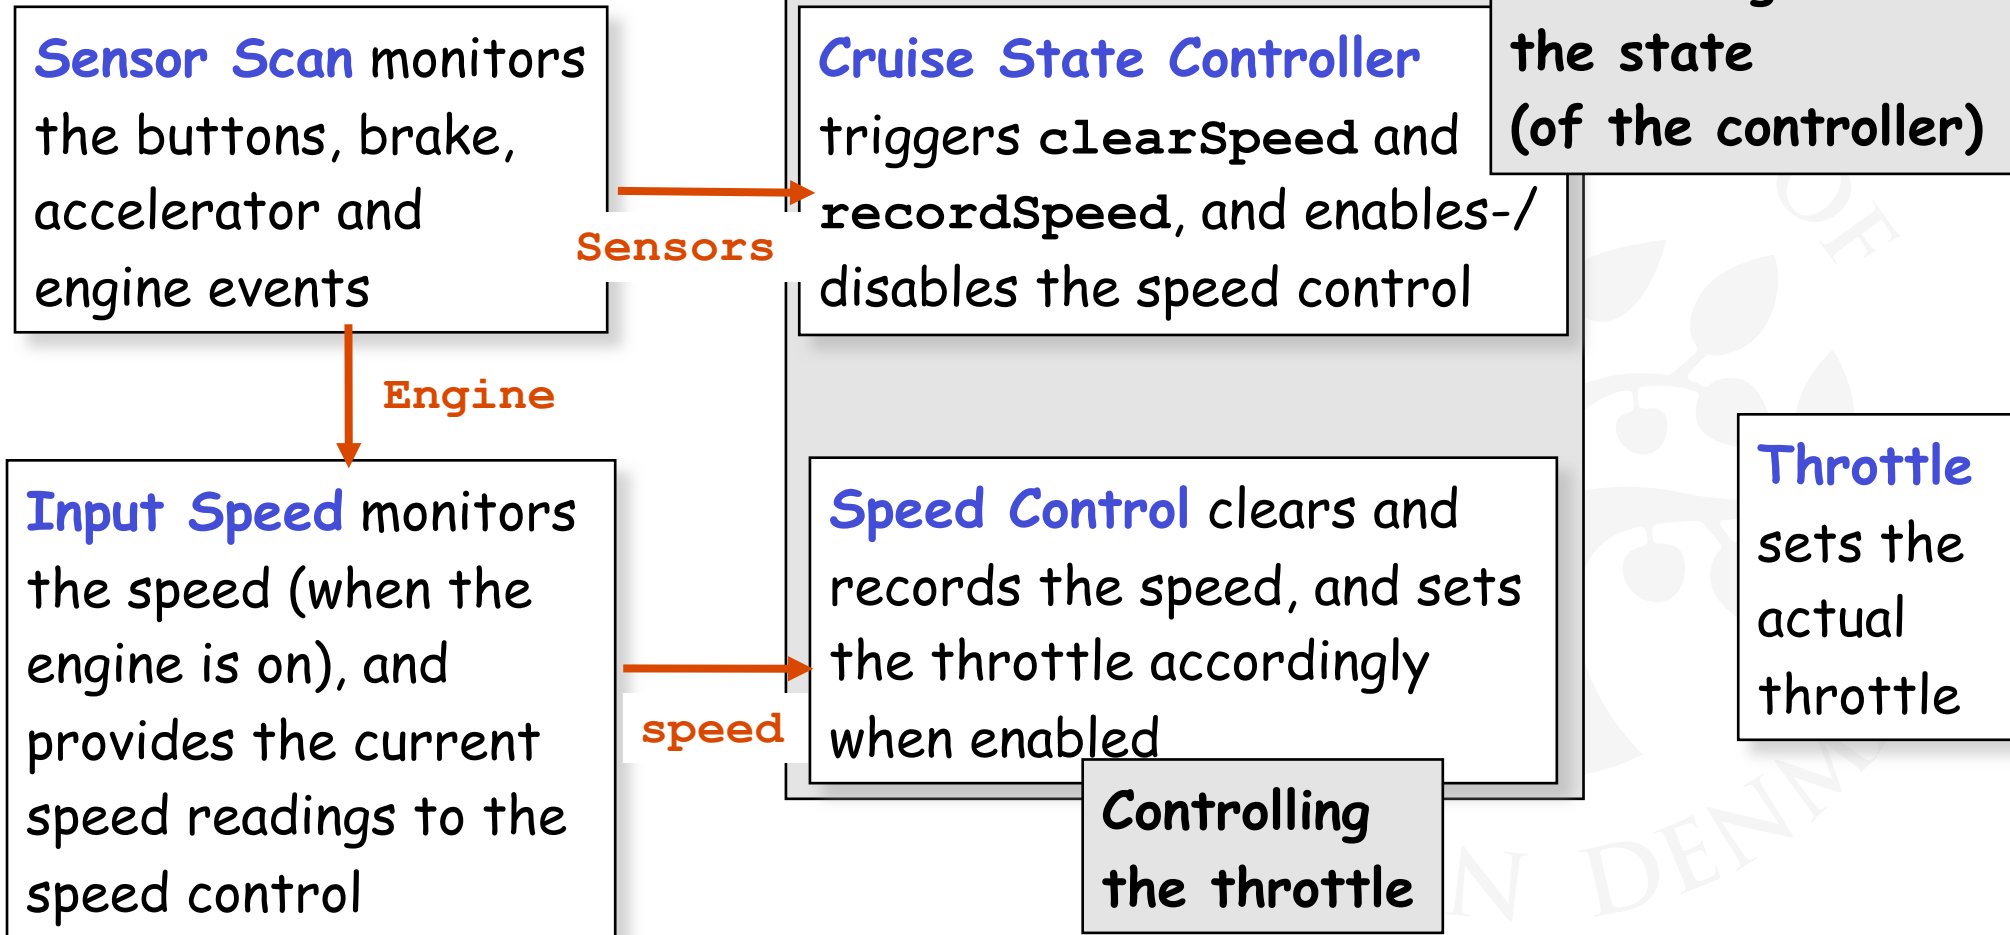 Sensor Scan monitors
the buttons, brake,
accelerator and
engine events
Sensors
Cruise State Controller
triggers clearSpeed and
recordSpeed, and enables-/
disables the speed control
the state
(of the controller)
Engine
Input Speed monitors
the speed (when the
engine is on), and
provides the current
speed readings to the
speed control
speed
Speed Control clears and
records the speed, and sets
the throttle accordingly
when enabled
Controlling
the throttle
Throttle
sets the
actual
throttle
OF